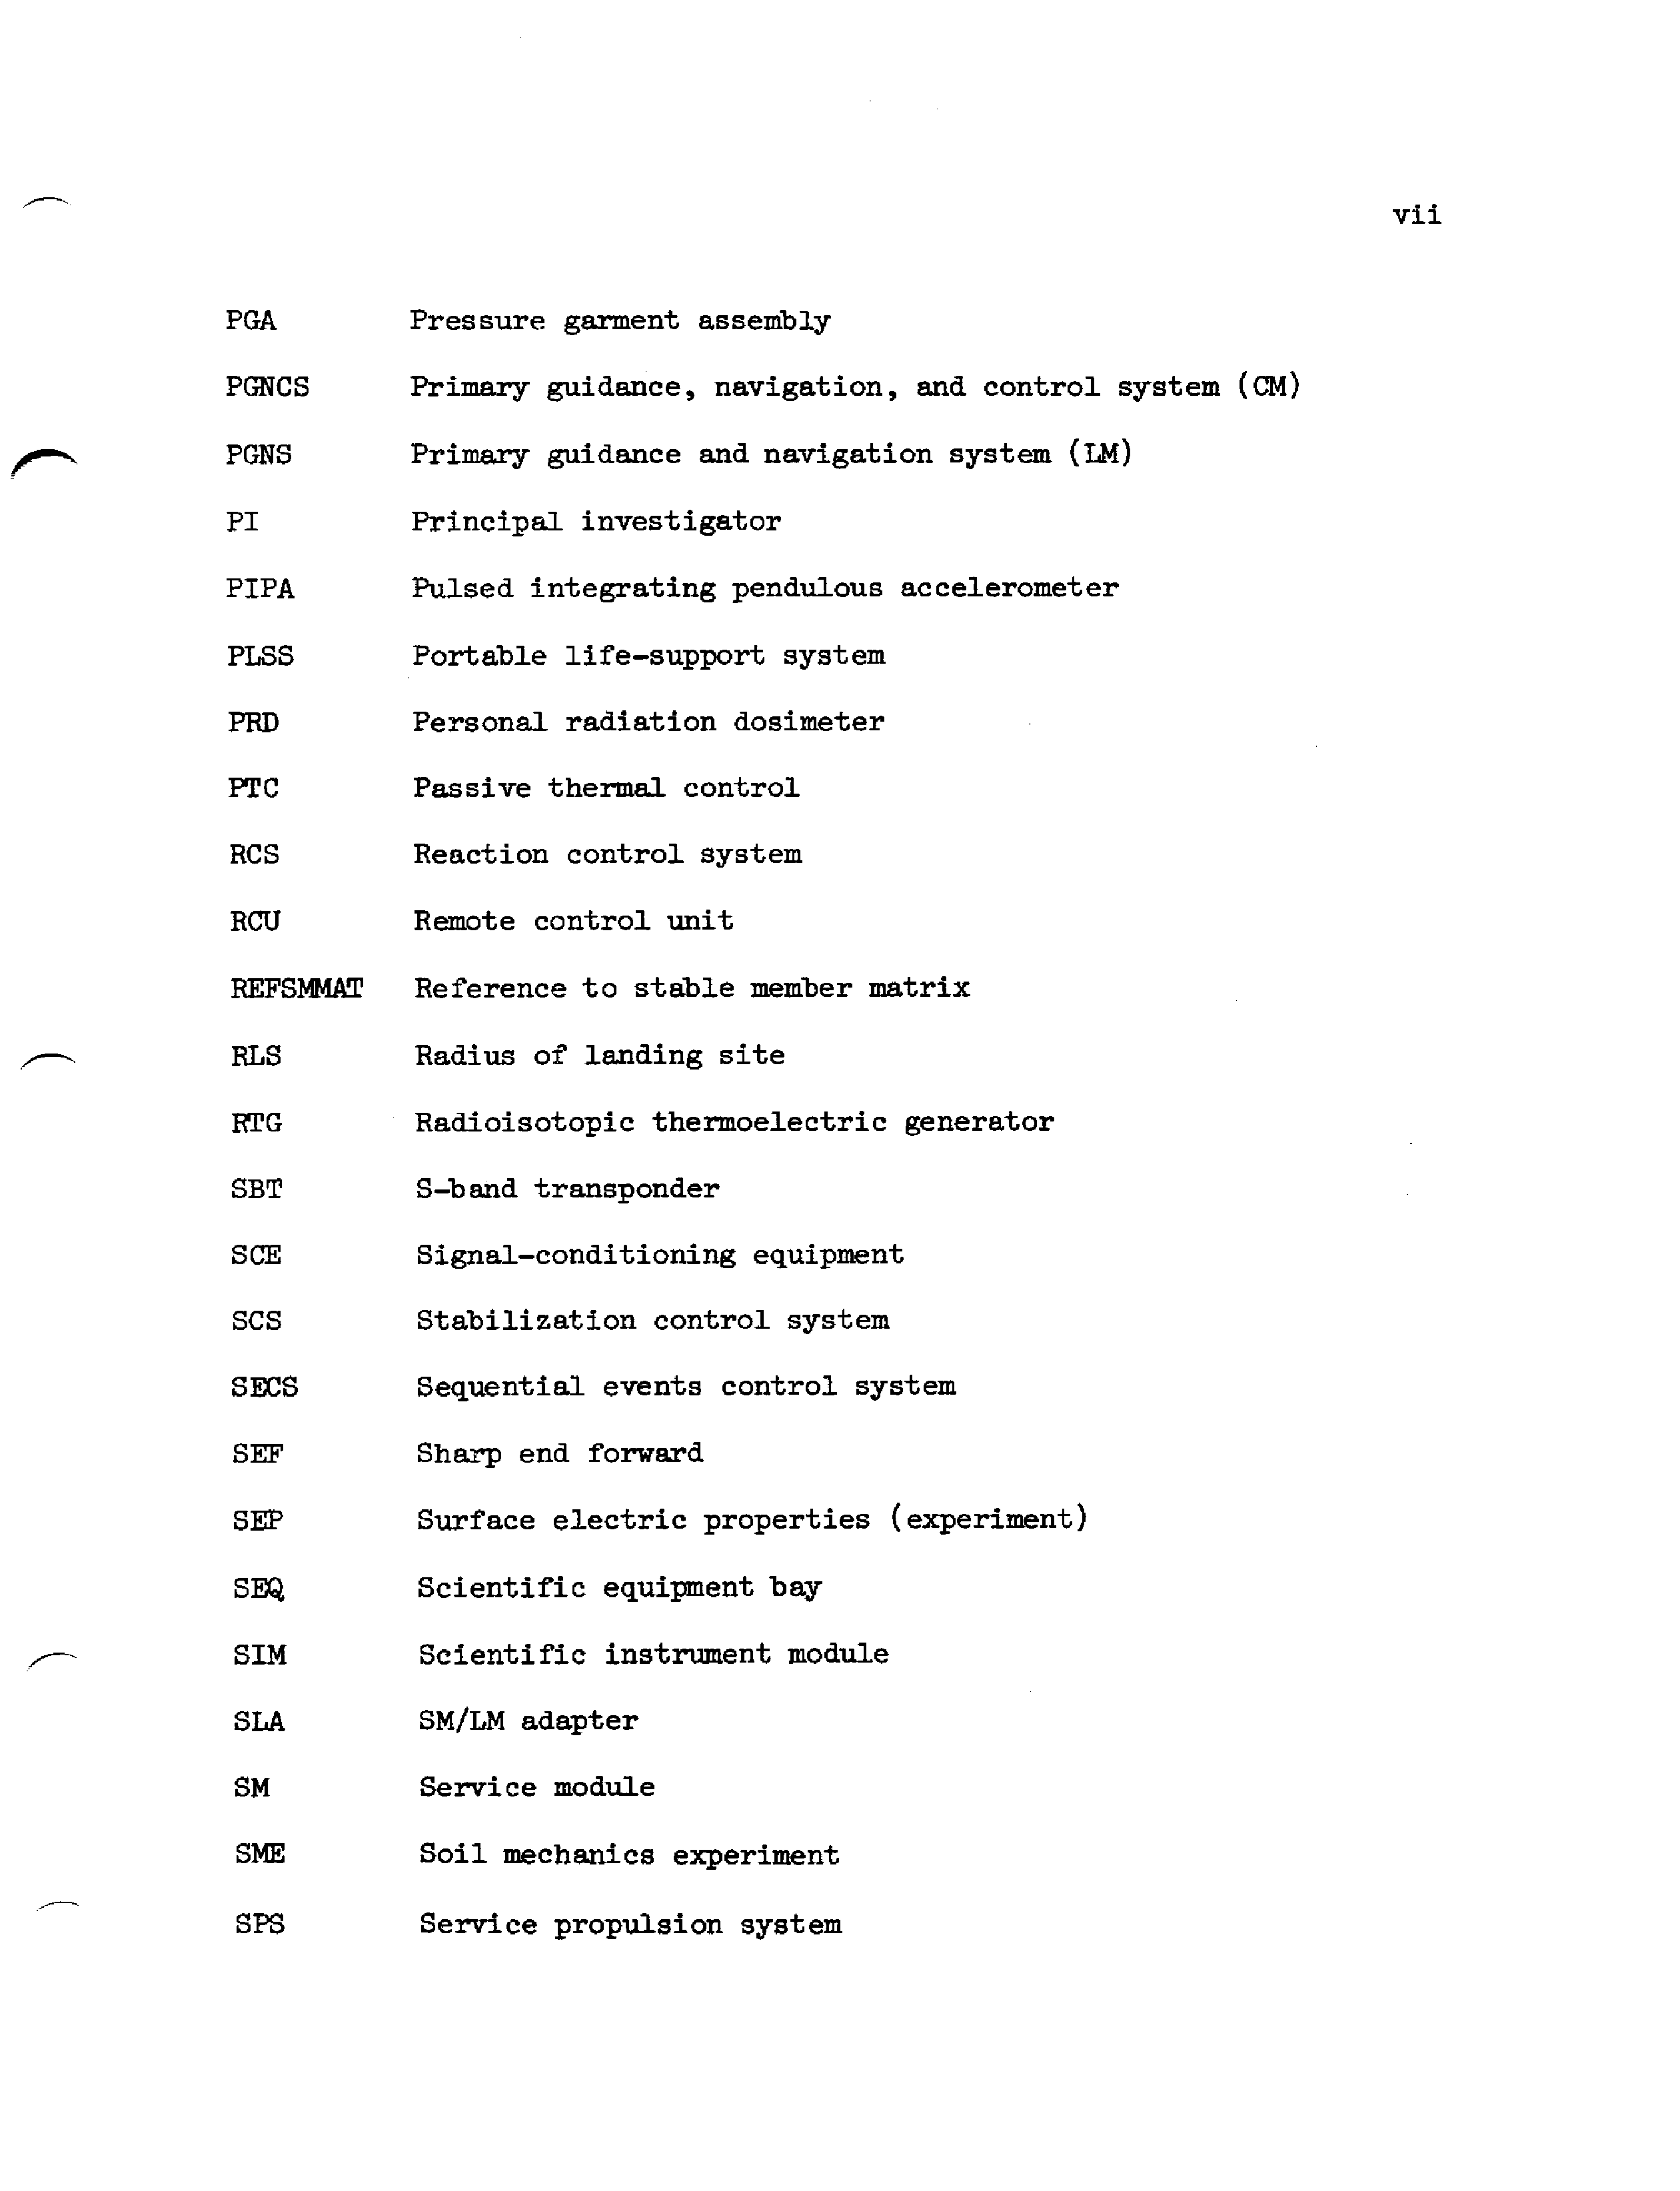 vii
PGA Pressure garment assembly
PGNCS Primary guidance, navigation, and control system (CM)
PGNS Primary guidance and navigation system (LM)
PI Principal investigator
PIPA Pulsed integrating pendulous accelerometer
PLSS Portable life-support system
PRD Personal radiation dosimeter
PTC Passive thermal control
RCS Reaction control system
RCU Remote control unit
REFSMMAT Reference to stable member matrix
RLS Radius of landing site
RTG Radioisotopic thermoelectric generator
SBT S-band transponder
SCE Signal-conditioning equipment
SCS Stabilization control system
SECS Sequential events control system
SEF Sharp end forward
SEP Surface electric properties (experiment)
SEQ Scientific equipment bay
SIM Scientific instrument module
SLA SM/LM adapter
SM Service module
SME Soil mechanics experiment
SPS Service propulsion system